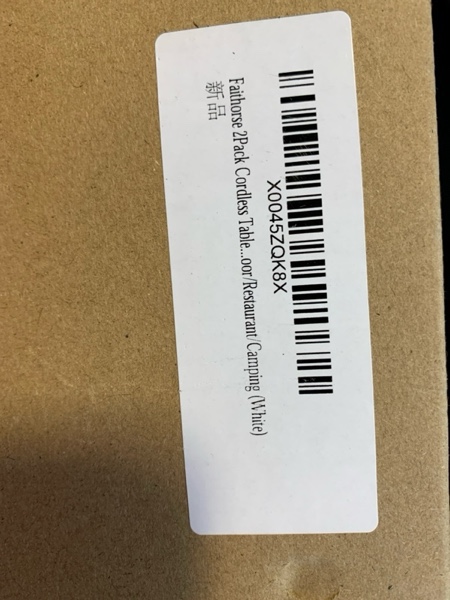 X0045ZQK8X
Faithorse 2Pack Cordless Table...oor/Restaurant/Camping (White)
新品